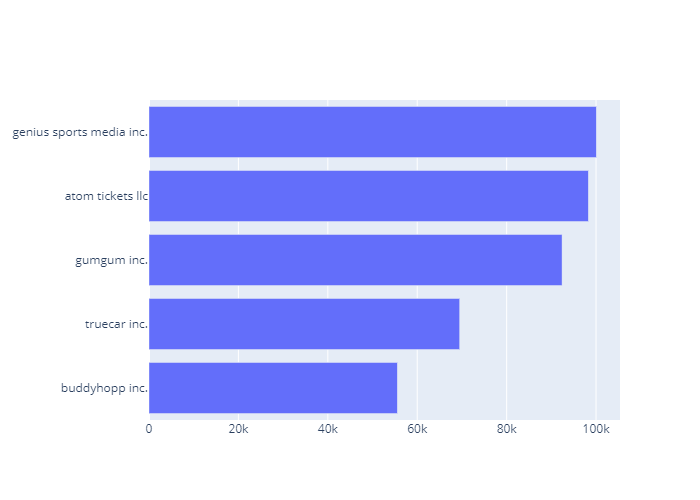 genius sports media inc.
atom tickets llc
gumgum inc.
truecar inc.
buddyhopp inc.
0 20k 40k 60k 80k 100k